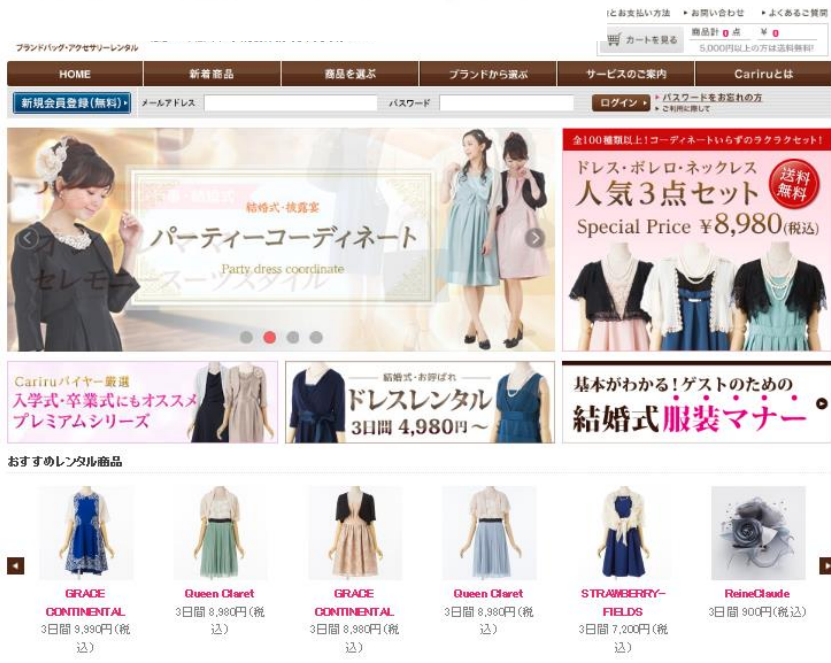 とお支払い方法 ・お問い合わせ ・よくあるご質問
カートを見る 商品計 0 点 ¥ 0
5,000円以上の方は送料無料!
ブランドバッグ・アクセサリーレンタル
HOME 新着商品 商品を選ぶ ブランドから選ぶ サービスのご案内 Cariruとは
新規会員登録(無料) メールアドレス パスワード ログイン パスワードをお忘れの方
ご利用に際して
結婚式・披露宴
パーティーコーディネート
Party dress coordinate
セレモニースーツスタイル
全100種類以上!コーディネートいらずのラクラクセット!
ドレス・ボレロ・ネックレス
人気3点セット
送料無料
Special Price ¥8,980(税込)
Cariruバイヤー厳選
入学式・卒業式にもオススメ
プレミアムシリーズ
結婚式・お呼ばれ
ドレスレンタル
3日間 4,980円~
基本がわかる!ゲストのための
結婚式服装マナー
おすすめレンタル商品
GRACE CONTINENTAL
3日間 9,990円(税込)
Queen Claret
3日間 8,980円(税込)
GRACE CONTINENTAL
3日間 8,980円(税込)
Queen Claret
3日間 8,980円(税込)
STRAWBERRY-FIELDS
3日間 7,200円(税込)
ReineClaude
3日間 900円(税込)